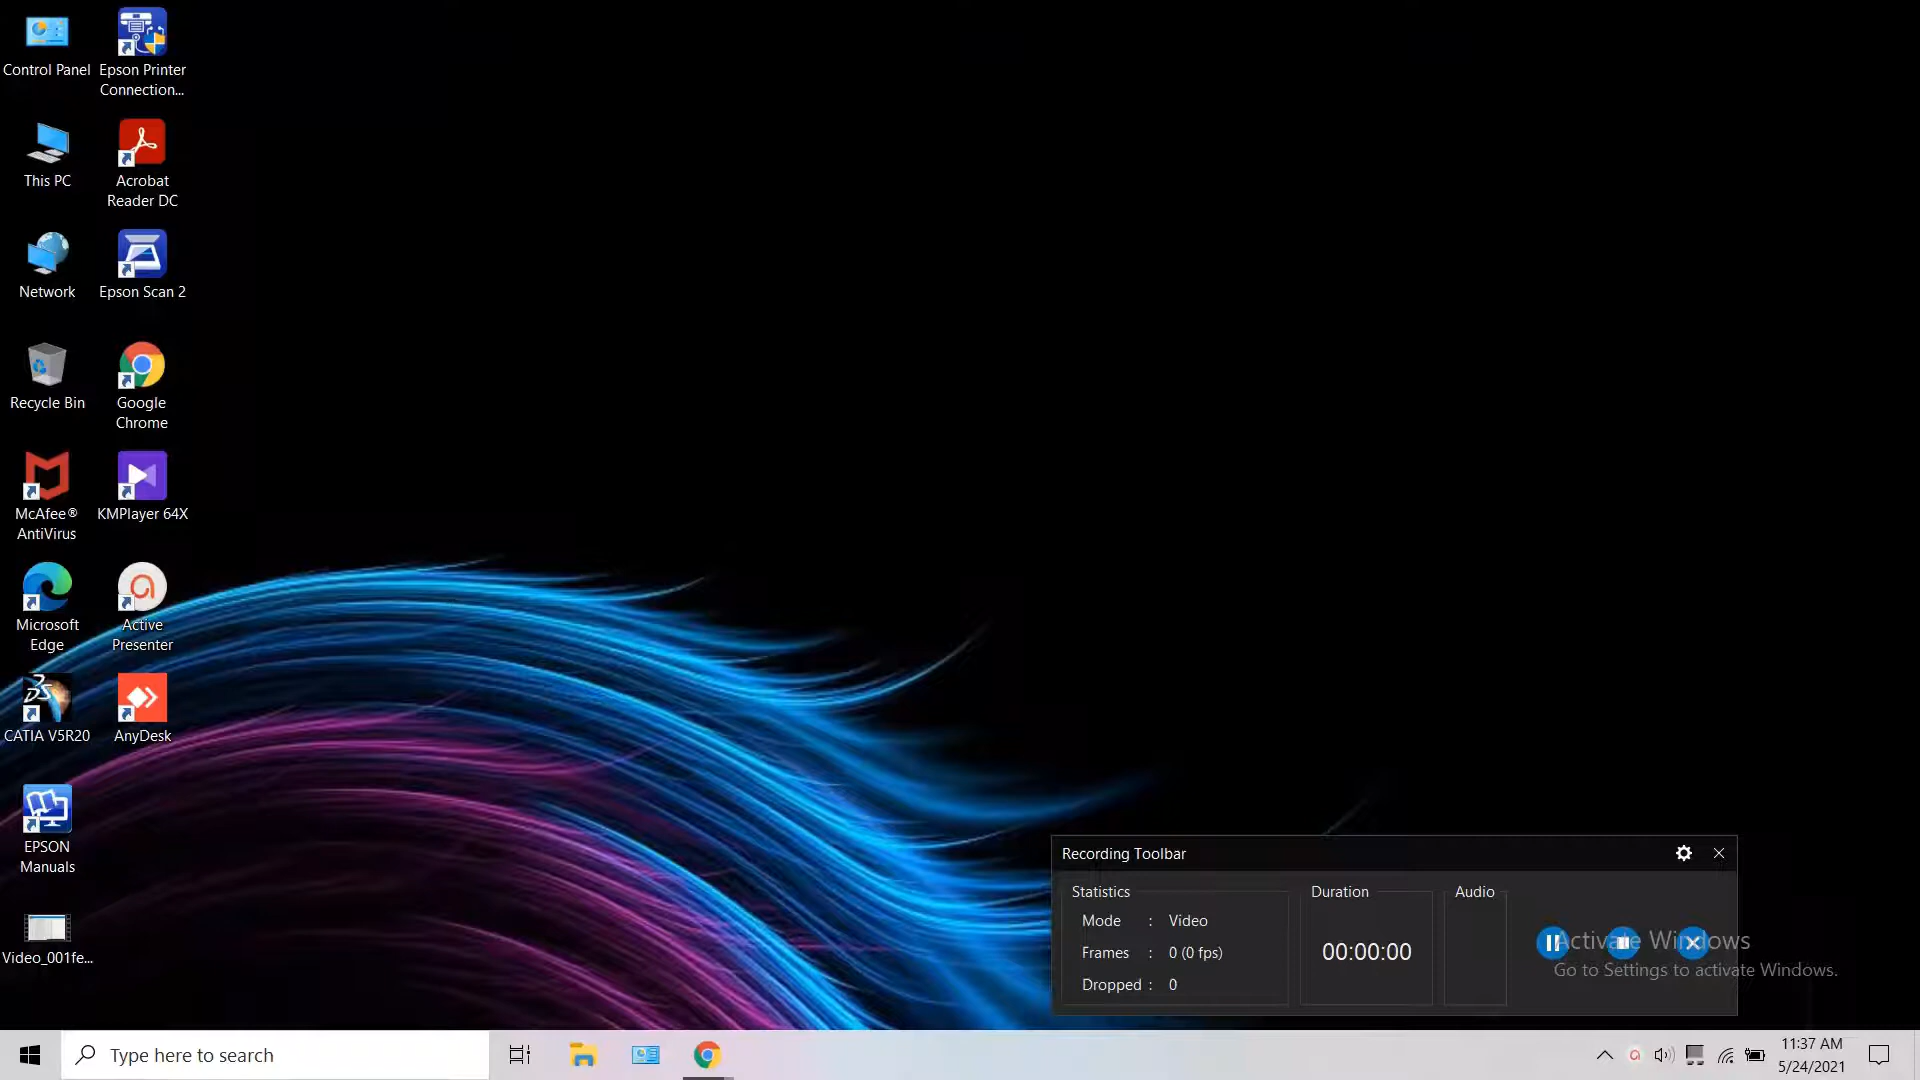 Control Panel
Epson Printer
Connection...
This PC
Acrobat
Reader DC
Network
Epson Scan 2
Recycle Bin
Google
Chrome
McAfee®
AntiVirus
KMPlayer 64X
Microsoft
Edge
Active
Presenter
CATIA V5R20
AnyDesk
EPSON
Manuals
Video_001fe...
Recording Toolbar
Statistics
Mode : Video
Frames : 0 (0 fps)
Dropped : 0
Duration
00:00:00
Audio
Activate Windows
Go to Settings to activate Windows.
Type here to search
11:37 AM
5/24/2021